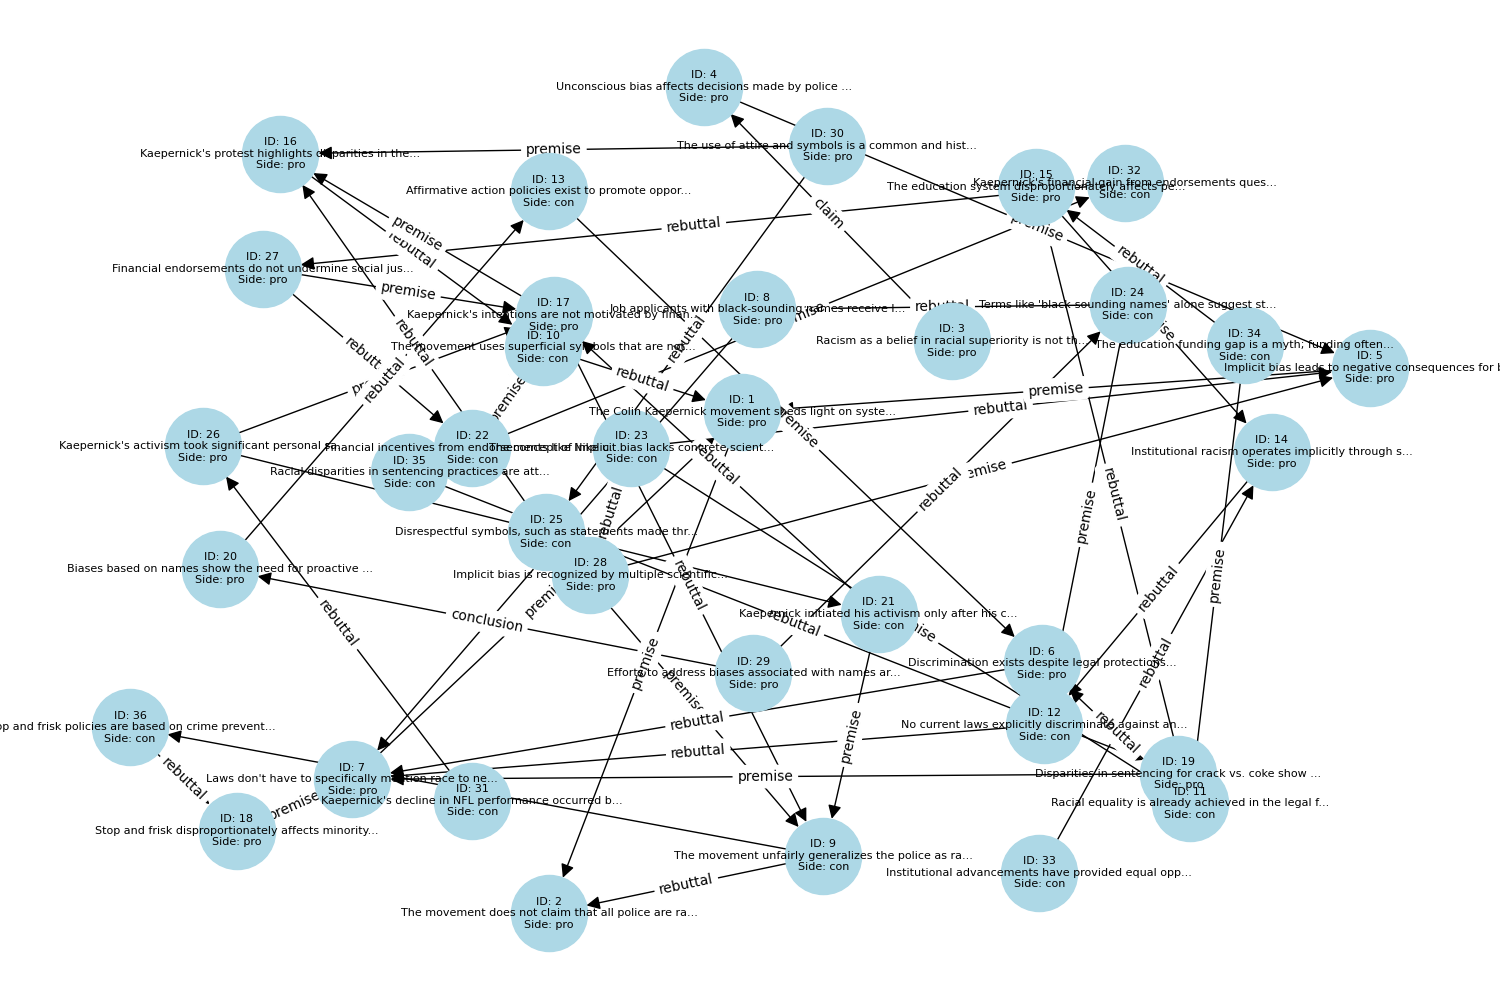 ID: 4
Unconscious bias affects decisions made by police ...
Side: pro
ID: 30
The use of attire and symbols is a common and hist...
Side: pro
ID: 16
Kaepernick's protest highlights disparities in the...
Side: pro
premise
ID: 13
Affirmative action policies exist to promote oppor...
Side: con
ID: 15
The education system disproportionately affects pe...
Side: pro
ID: 32
Kaepernick's financial gain from endorsements ques...
Side: con
claim
rebuttal
premise
rebuttal
premise
rebuttal
ID: 27
Financial endorsements do not undermine social jus...
Side: pro
premise
ID: 17
Kaepernick's intentions are not motivated by finan...
Side: pro
ID: 8
Job applicants with black-sounding names receive l...
Side: pro
rebuttal
ID: 24
Terms like 'black-sounding names' alone suggest st...
Side: con
ID: 10
The movement uses superficial symbols that are not...
Side: con
ID: 3
Racism as a belief in racial superiority is not th...
Side: pro
ID: 34
The education funding gap is a myth; funding often...
Side: con
ID: 5
Implicit bias leads to negative consequences for b
Side: pro
rebuttal
rebuttal
rebuttal
rebuttal
rebuttal
premise
premise
rebuttal
ID: 1
The Colin Kaepernick movement sheds light on syste...
Side: pro
premise
ID: 26
Kaepernick's activism took significant personal
Side: pro
ID: 22
Financial incentives from endorsements like
Side: con
ID: 23
The concept of implicit bias lacks concrete scient...
Side: con
ID: 14
Institutional racism operates implicitly through s...
Side: pro
ID: 35
Racial disparities in sentencing practices are att...
Side: con
rebuttal
premise
rebuttal
rebuttal
rebuttal
premise
ID: 25
Disrespectful symbols, such as statements made thr...
Side: con
ID: 20
Biases based on names show the need for proactive ...
Side: pro
ID: 28
Implicit bias is recognized by multiple scientific...
Side: pro
rebuttal
rebuttal
premise
premise
rebuttal
conclusion
rebuttal
ID: 21
Kaepernick initiated his activism only after his c...
Side: con
premise
ID: 29
Efforts to address biases associated with names ar...
Side: pro
ID: 6
Discrimination exists despite legal protections...
Side: pro
premise
premise
rebuttal
rebuttal
ID: 36
op and frisk policies are based on crime prevent...
Side: con
rebuttal
premise
rebuttal
ID: 12
No current laws explicitly discriminate against an...
Side: con
rebuttal
ID: 7
Laws don't have to specifically mention race to ne...
Side: pro
premise
ID: 19
Disparities in sentencing for crack vs. coke show ...
Side: pro
rebuttal
premise
ID: 31
Kaepernick's decline in NFL performance occurred b...
Side: con
ID: 11
Racial equality is already achieved in the legal f...
Side: con
ID: 18
Stop and frisk disproportionately affects minority...
Side: pro
ID: 9
The movement unfairly generalizes the police as ra...
Side: con
ID: 33
Institutional advancements have provided equal opp...
Side: con
rebuttal
ID: 2
The movement does not claim that all police are ra...
Side: pro